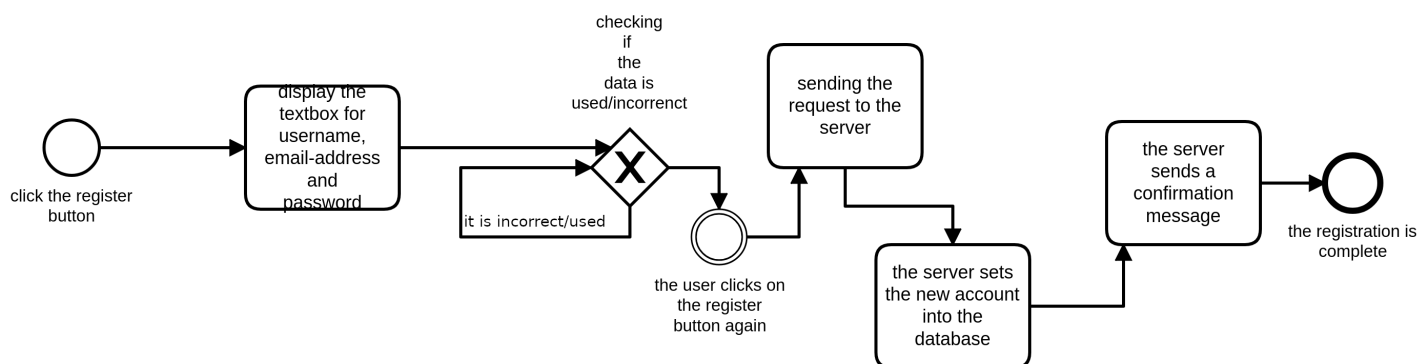 click the register
button
display the
textbox for
username,
email-address
and
password
checking
if
the
data is
used/incorrenct
X
it is incorrect/used
the user clicks on
the register
button again
sending the
request to the
server
the server sets
the new account
into the
database
the server
sends a
confirmation
message
the registration is
complete